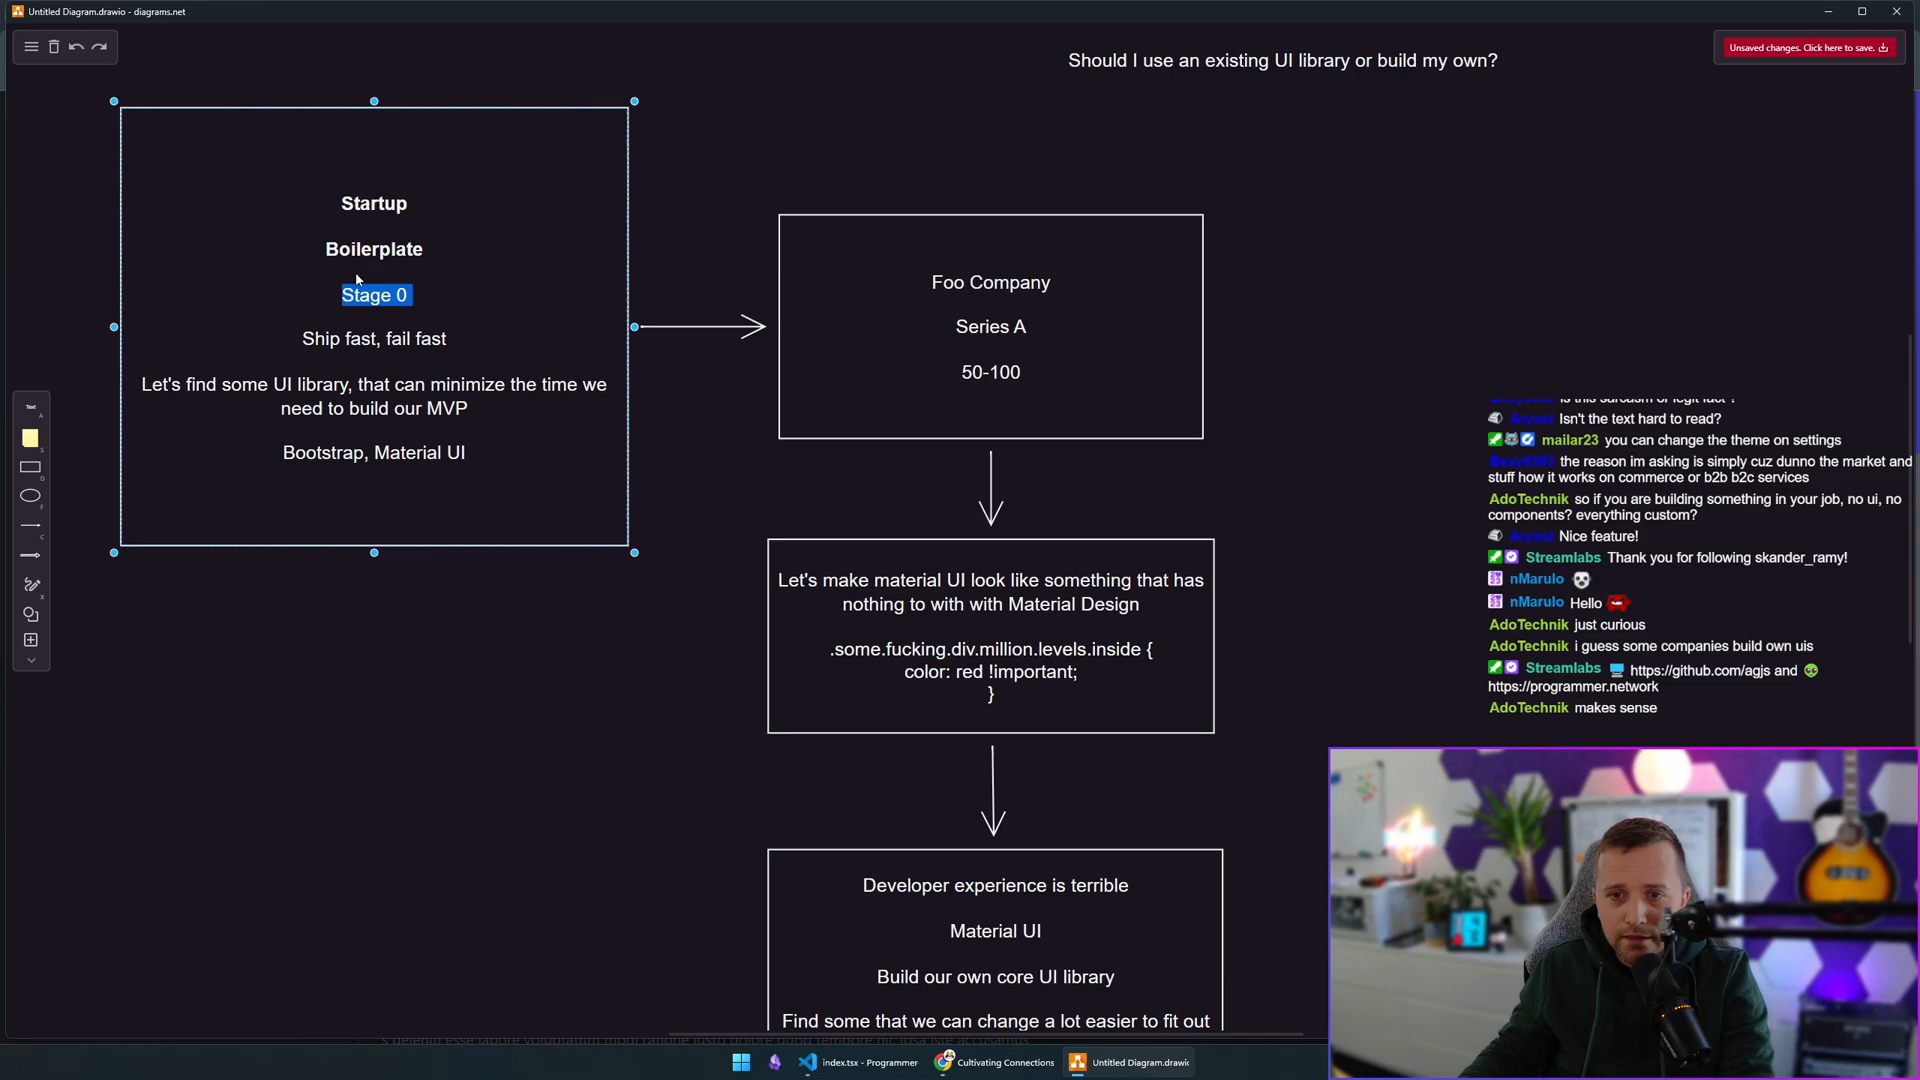 Untitled Diagram.drawio - diagrams.net
Should I use an existing UI library or build my own?
Unsaved changes. Click here to save.
Startup
Boilerplate
Stage 0
Ship fast, fail fast
Let's find some UI library, that can minimize the time we
need to build our MVP
Bootstrap, Material UI
Foo Company
Series A
50-100
Let's make material UI look like something that has
nothing to with with Material Design
.some.fucking.div.million.levels.inside {
color: red !important;
}
Developer experience is terrible
Material UI
Build our own core UI library
Find some that we can change a lot easier to fit out
Text
Isn't the text hard to read?
mailar23 you can change the theme on settings
the reason im asking is simply cuz dunno the market and
stuff how it works on commerce or b2b b2c services
AdoTechnik so if you are building something in your job, no ui, no
components? everything custom?
Nice feature!
Streamlabs Thank you for following skander_ramy!
nMarulo
nMarulo Hello
AdoTechnik just curious
AdoTechnik i guess some companies build own uis
Streamlabs https://github.com/agjs and
https://programmer.network
AdoTechnik makes sense
index.tsx - Programmer
Cultivating Connections
Untitled Diagram.drawio